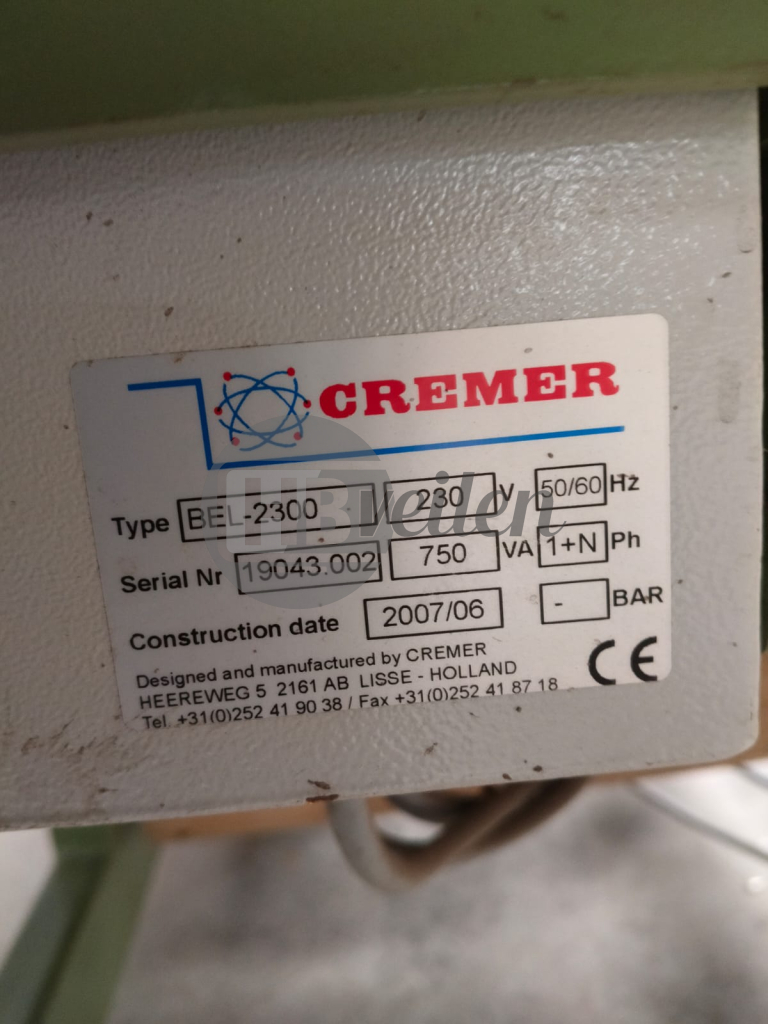 CREMER
Type BEL-2300 230 V 50/60 Hz
Serial Nr 19043.002 750 VA 1+N Ph
Construction date 2007/06 - BAR
Designed and manufactured by CREMER
HEEREWEG 5 2161 AB LISSE - HOLLAND
Tel. +31(0)252 41 90 38 / Fax +31(0)252 41 87 18
CE
HBveilen